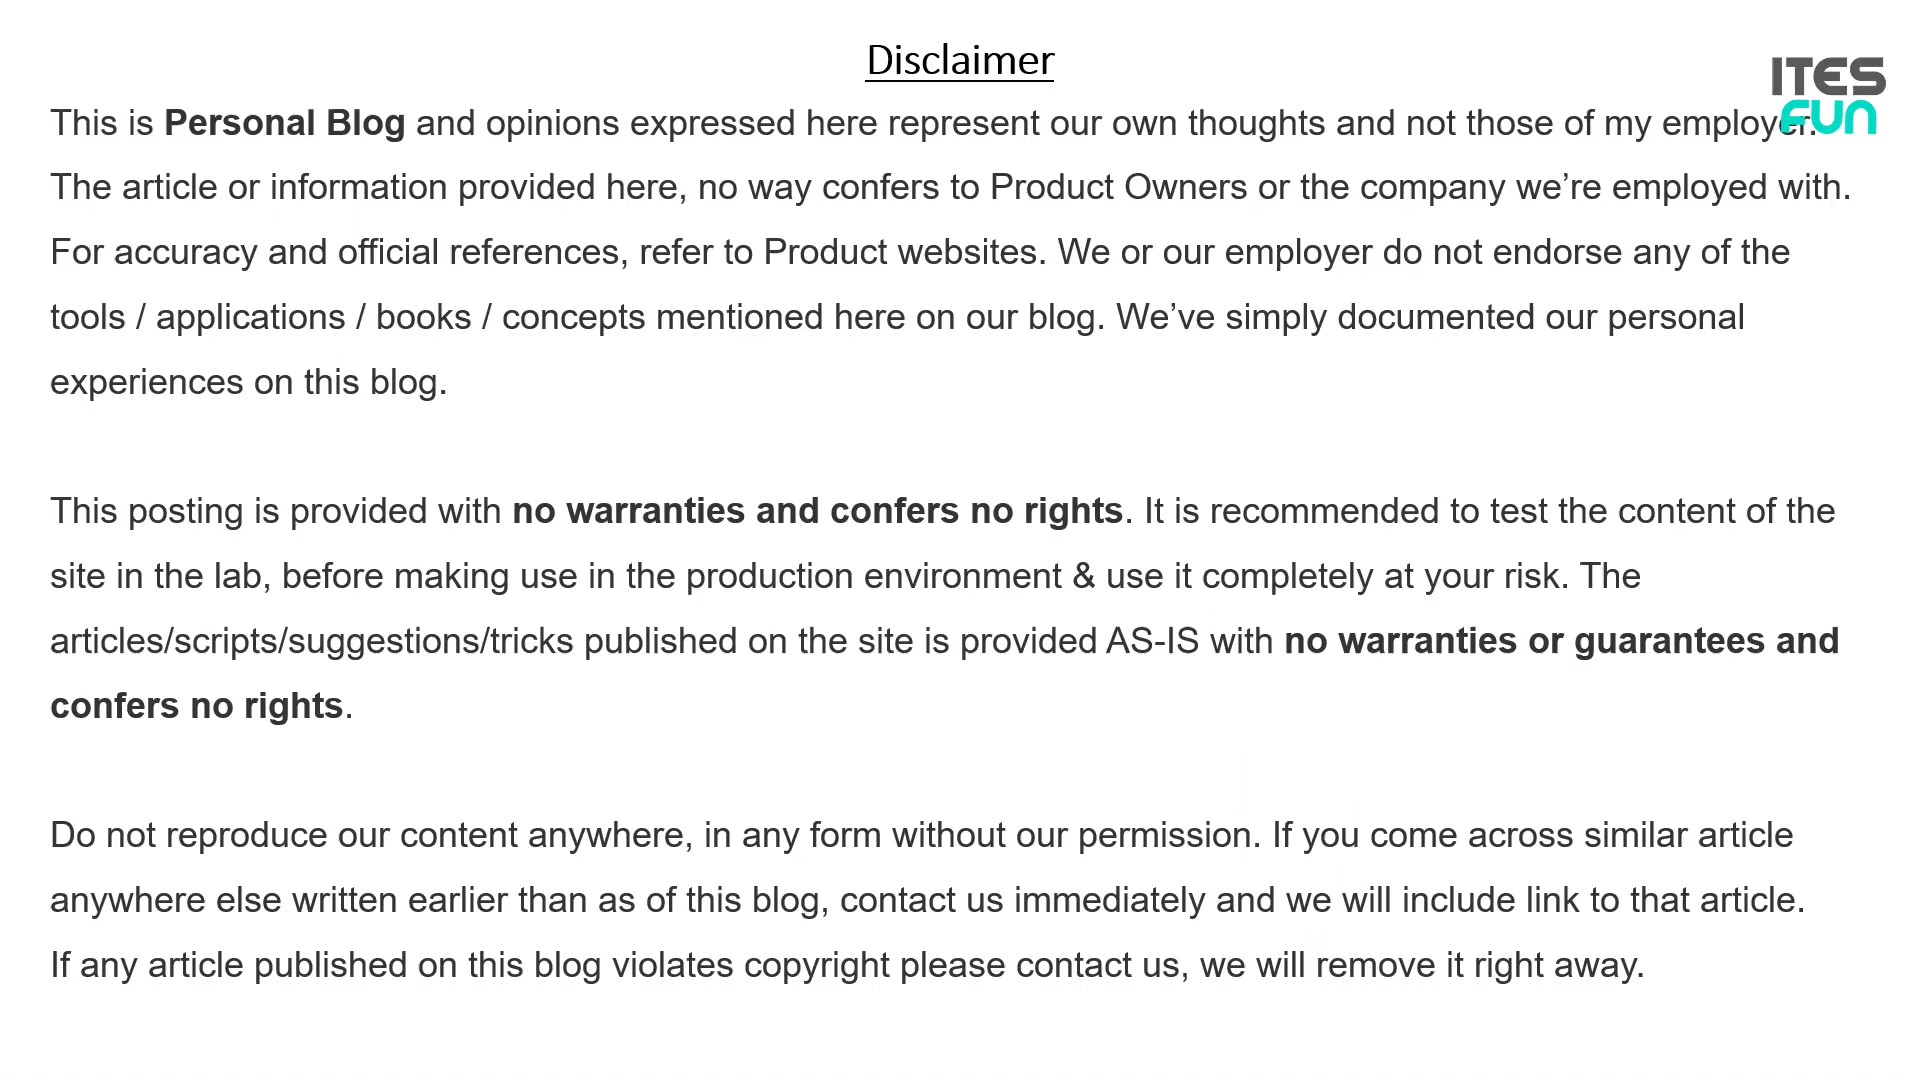 Disclaimer
ITES
FUN
This is Personal Blog and opinions expressed here represent our own thoughts and not those of my employer.
The article or information provided here, no way confers to Product Owners or the company we’re employed with.
For accuracy and official references, refer to Product websites. We or our employer do not endorse any of the
tools / applications / books / concepts mentioned here on our blog. We’ve simply documented our personal
experiences on this blog.
This posting is provided with no warranties and confers no rights. It is recommended to test the content of the
site in the lab, before making use in the production environment & use it completely at your risk. The
articles/scripts/suggestions/tricks published on the site is provided AS-IS with no warranties or guarantees and
confers no rights.
Do not reproduce our content anywhere, in any form without our permission. If you come across similar article
anywhere else written earlier than as of this blog, contact us immediately and we will include link to that article.
If any article published on this blog violates copyright please contact us, we will remove it right away.